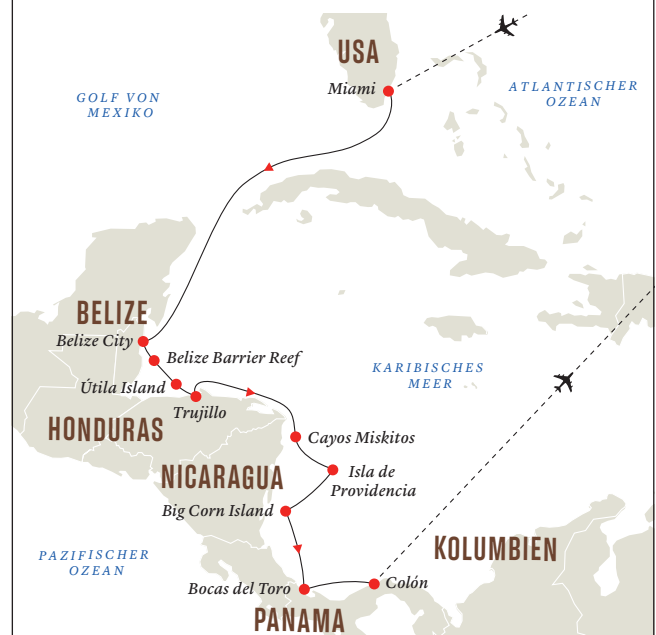 USA
Miami
GOLF VON
MEXIKO
ATLANTISCHER
OZEAN
BELIZE
Belize City
Belize Barrier Reef
Útila Island
Trujillo
KARIBISCHES
MEER
HONDURAS
Cayos Miskitos
NICARAGUA
Isla de
Providencia
Big Corn Island
KOLUMBIEN
PAZIFISCHER
OZEAN
Bocas del Toro
Colón
PANAMA